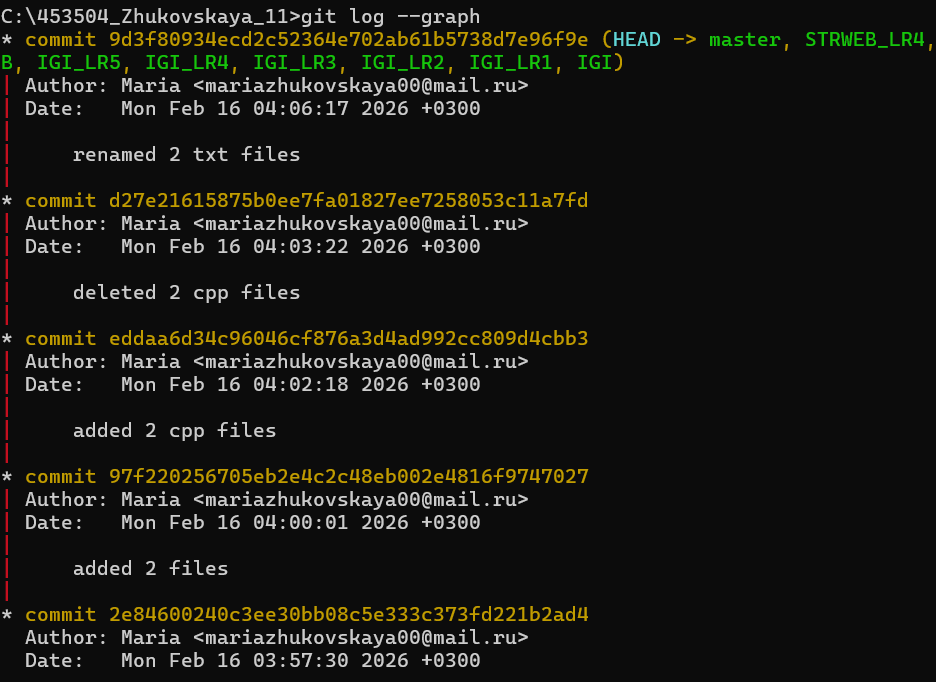 C:\453504_Zhukovskaya_11>git log --graph
* commit 9d3f80934ecd2c52364e702ab61b5738d7e96f9e (HEAD -> master, STRWEB_LR4,
B, IGI_LR5, IGI_LR4, IGI_LR3, IGI_LR2, IGI_LR1, IGI)
| Author: Maria <mariazhukovskaya00@mail.ru>
| Date:   Mon Feb 16 04:06:17 2026 +0300
|
|     renamed 2 txt files
|
* commit d27e21615875b0ee7fa01827ee7258053c11a7fd
| Author: Maria <mariazhukovskaya00@mail.ru>
| Date:   Mon Feb 16 04:03:22 2026 +0300
|
|     deleted 2 cpp files
|
* commit eddaa6d34c96046cf876a3d4ad992cc809d4cbb3
| Author: Maria <mariazhukovskaya00@mail.ru>
| Date:   Mon Feb 16 04:02:18 2026 +0300
|
|     added 2 cpp files
|
* commit 97f220256705eb2e4c2c48eb002e4816f9747027
| Author: Maria <mariazhukovskaya00@mail.ru>
| Date:   Mon Feb 16 04:00:01 2026 +0300
|
|     added 2 files
|
* commit 2e84600240c3ee30bb08c5e333c373fd221b2ad4
  Author: Maria <mariazhukovskaya00@mail.ru>
  Date:   Mon Feb 16 03:57:30 2026 +0300